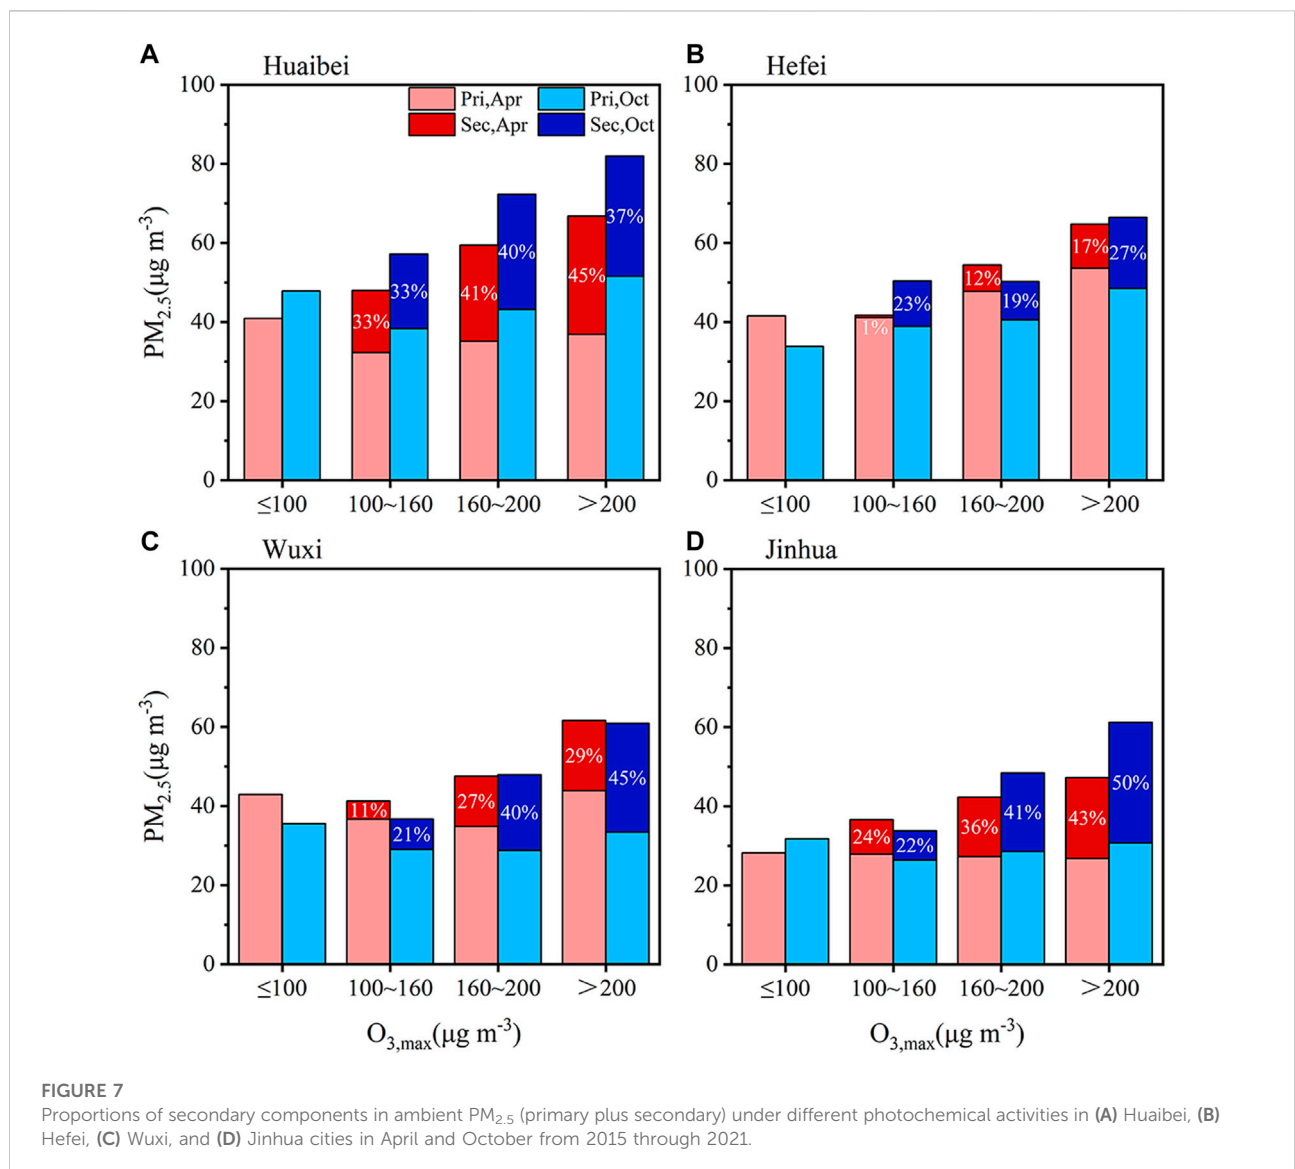 A Huaibei
Pri,Apr Pri,Oct
Sec,Apr Sec,Oct
PM2.5(μg m-3)
100
80
60
40
20
0
33%
33%
41%
40%
45%
37%
≤100 100~160 160~200 >200
B Hefei
100
80
60
40
20
0
1%
23%
12%
19%
17%
27%
≤100 100~160 160~200 >200
C Wuxi
PM2.5(μg m-3)
100
80
60
40
20
0
11%
21%
27%
40%
29%
45%
≤100 100~160 160~200 >200
O3,max(μg m-3)
D Jinhua
100
80
60
40
20
0
24%
22%
36%
41%
43%
50%
≤100 100~160 160~200 >200
O3,max(μg m-3)
FIGURE 7
Proportions of secondary components in ambient PM2.5 (primary plus secondary) under different photochemical activities in (A) Huaibei, (B)
Hefei, (C) Wuxi, and (D) Jinhua cities in April and October from 2015 through 2021.